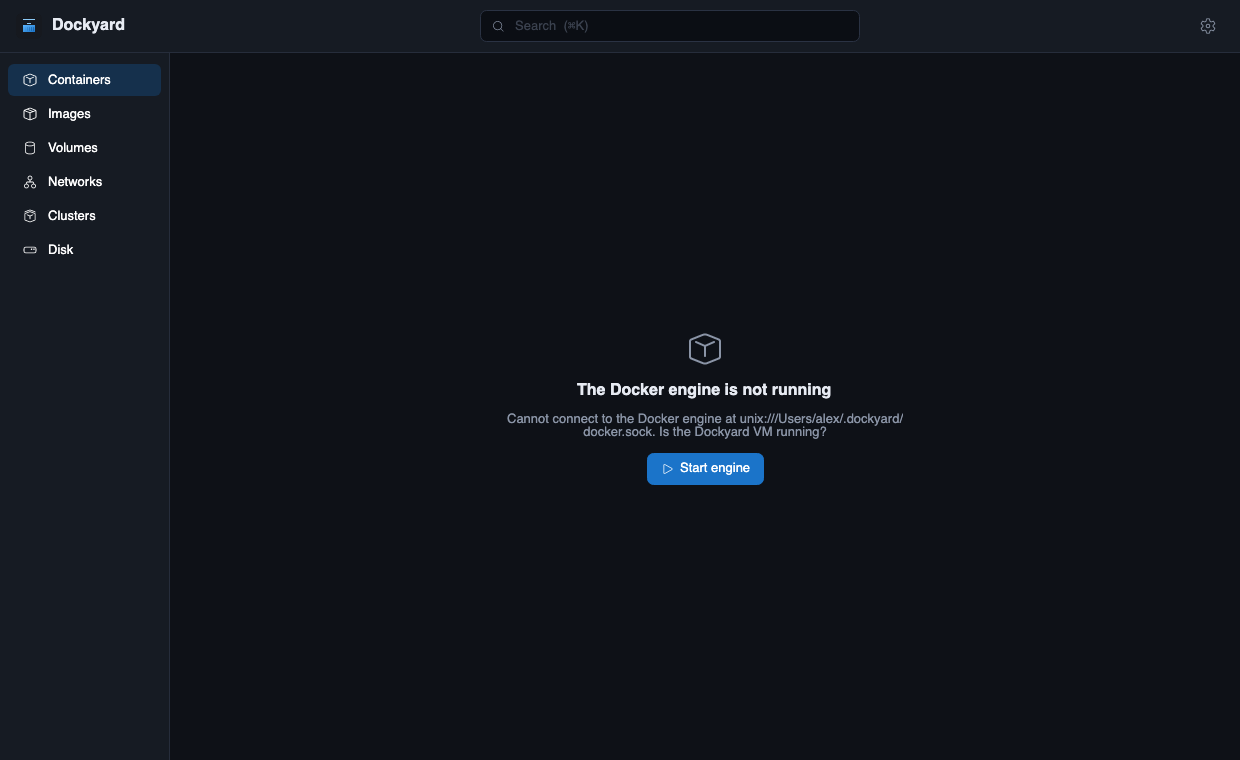 Dockyard
Search (⌘K)
Containers
Images
Volumes
Networks
Clusters
Disk
The Docker engine is not running
Cannot connect to the Docker engine at unix:///Users/alex/.dockyard/
docker.sock. Is the Dockyard VM running?
Start engine